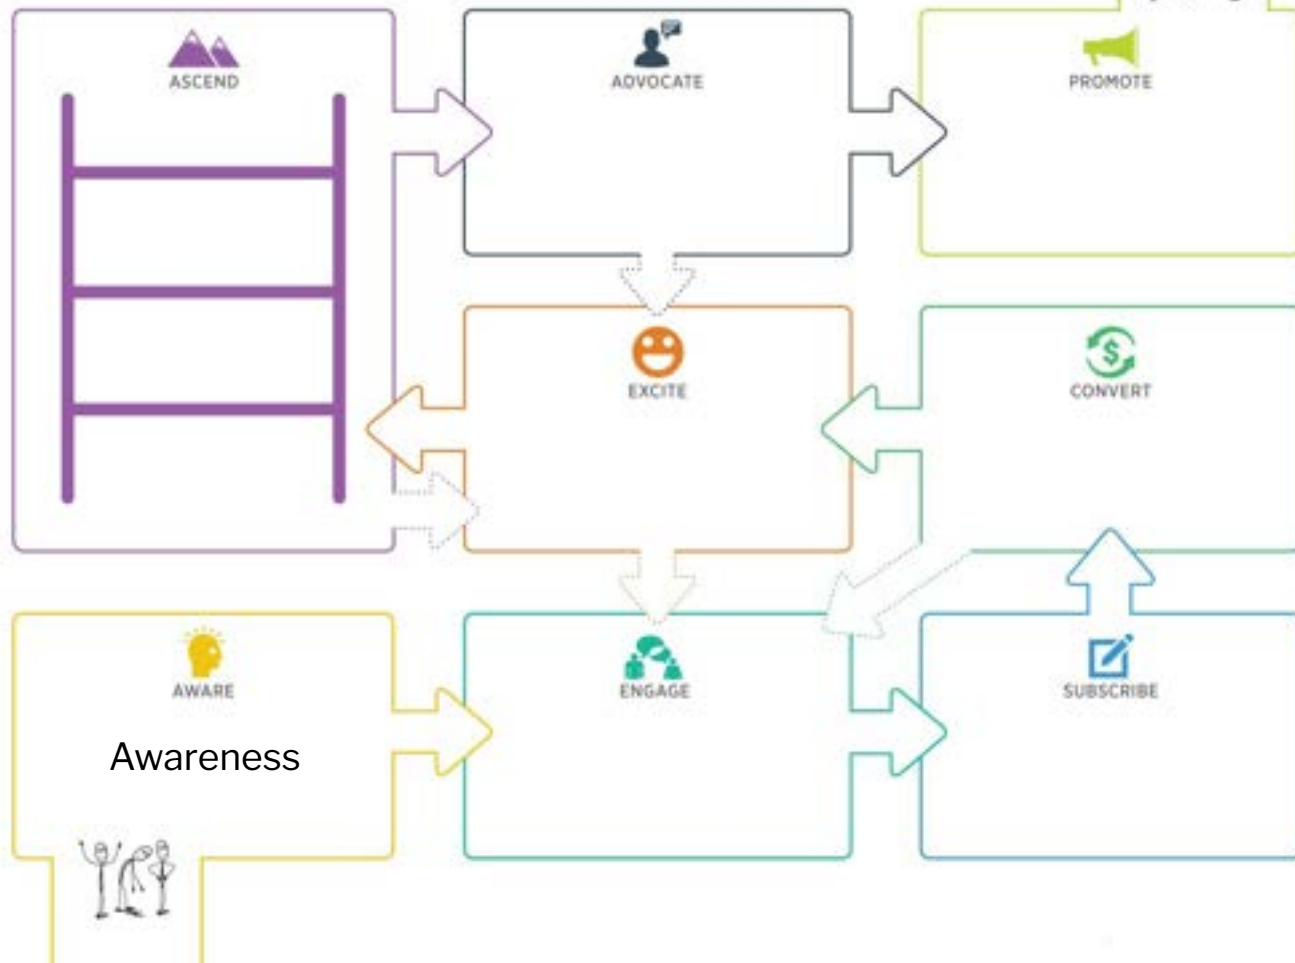 ASCEND
ADVOCATE
PROMOTE
EXCITE
CONVERT
AWARE
ENGAGE
SUBSCRIBE
Awareness